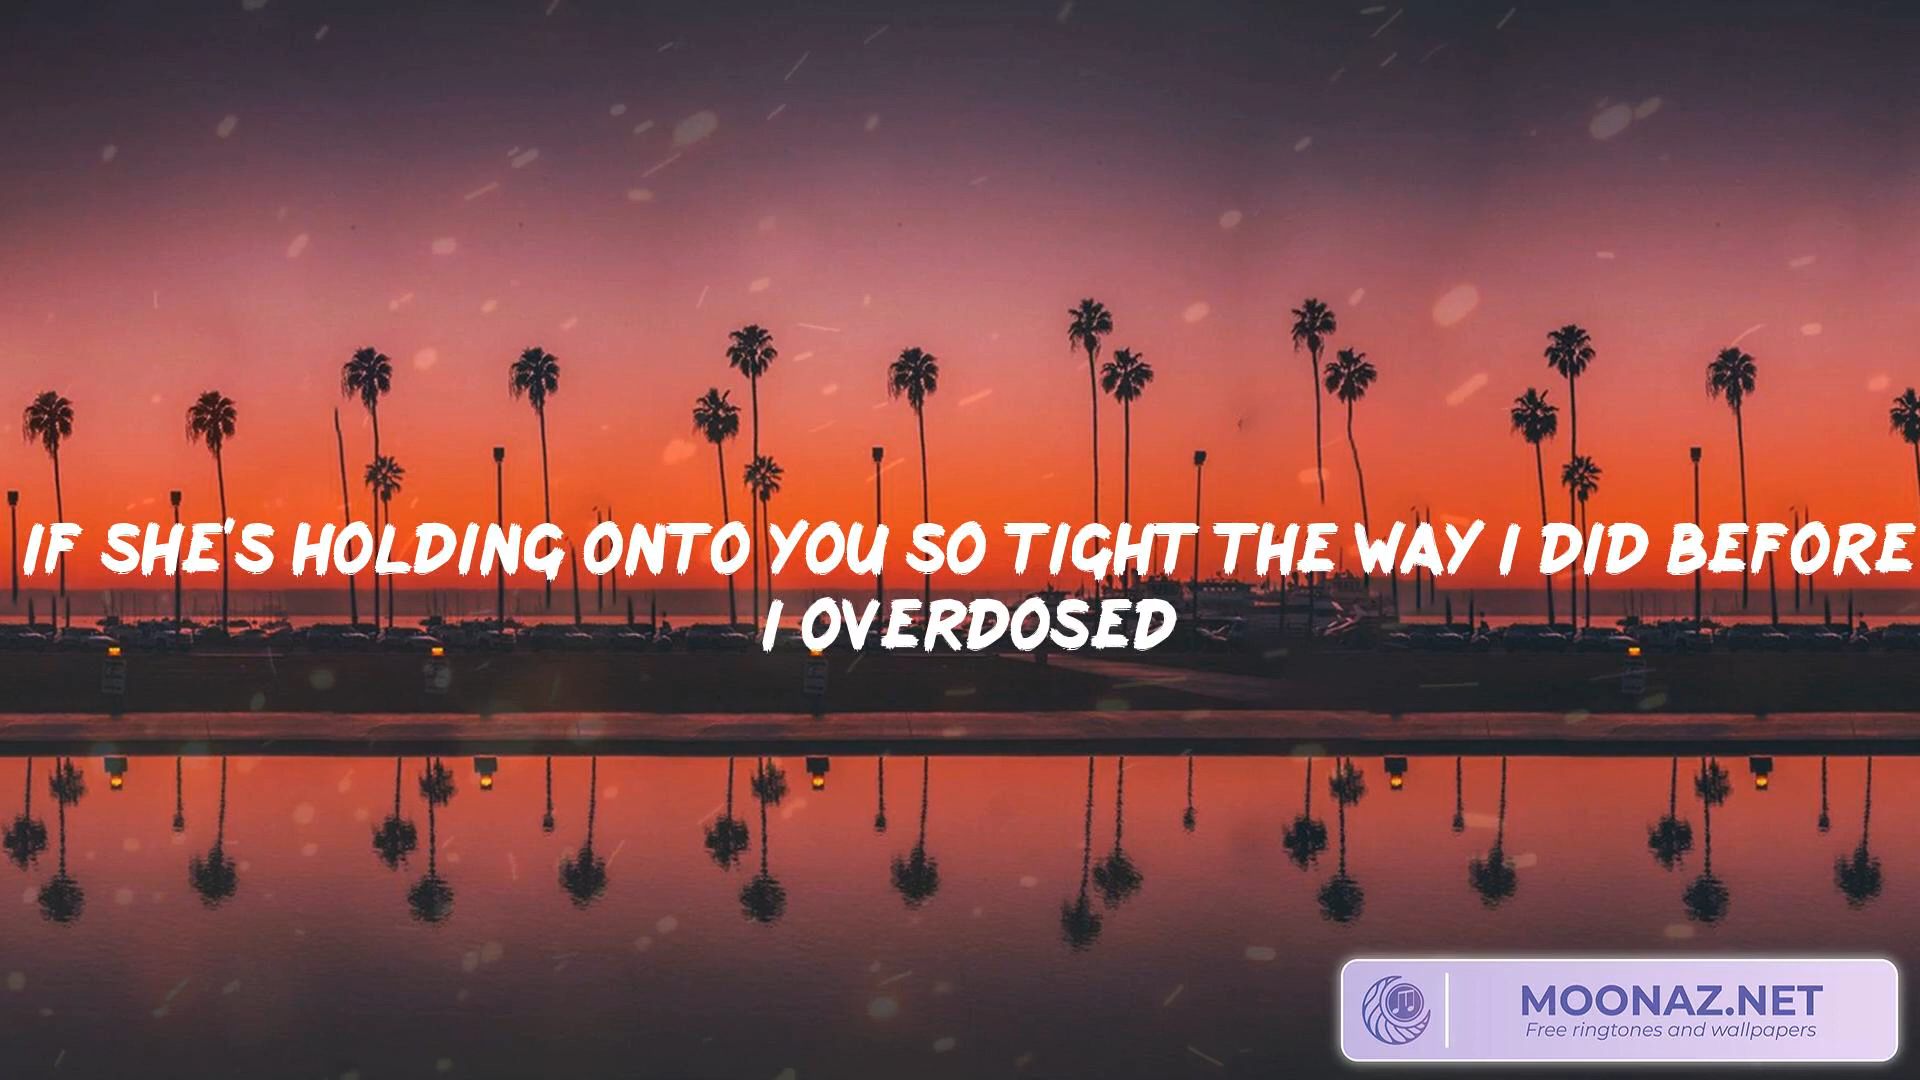 IF SHE'S HOLDING ONTO YOU SO TIGHT THE WAY I DID BEFORE
I OVERDOSED
MOONAZ.NET
Free ringtones and wallpapers